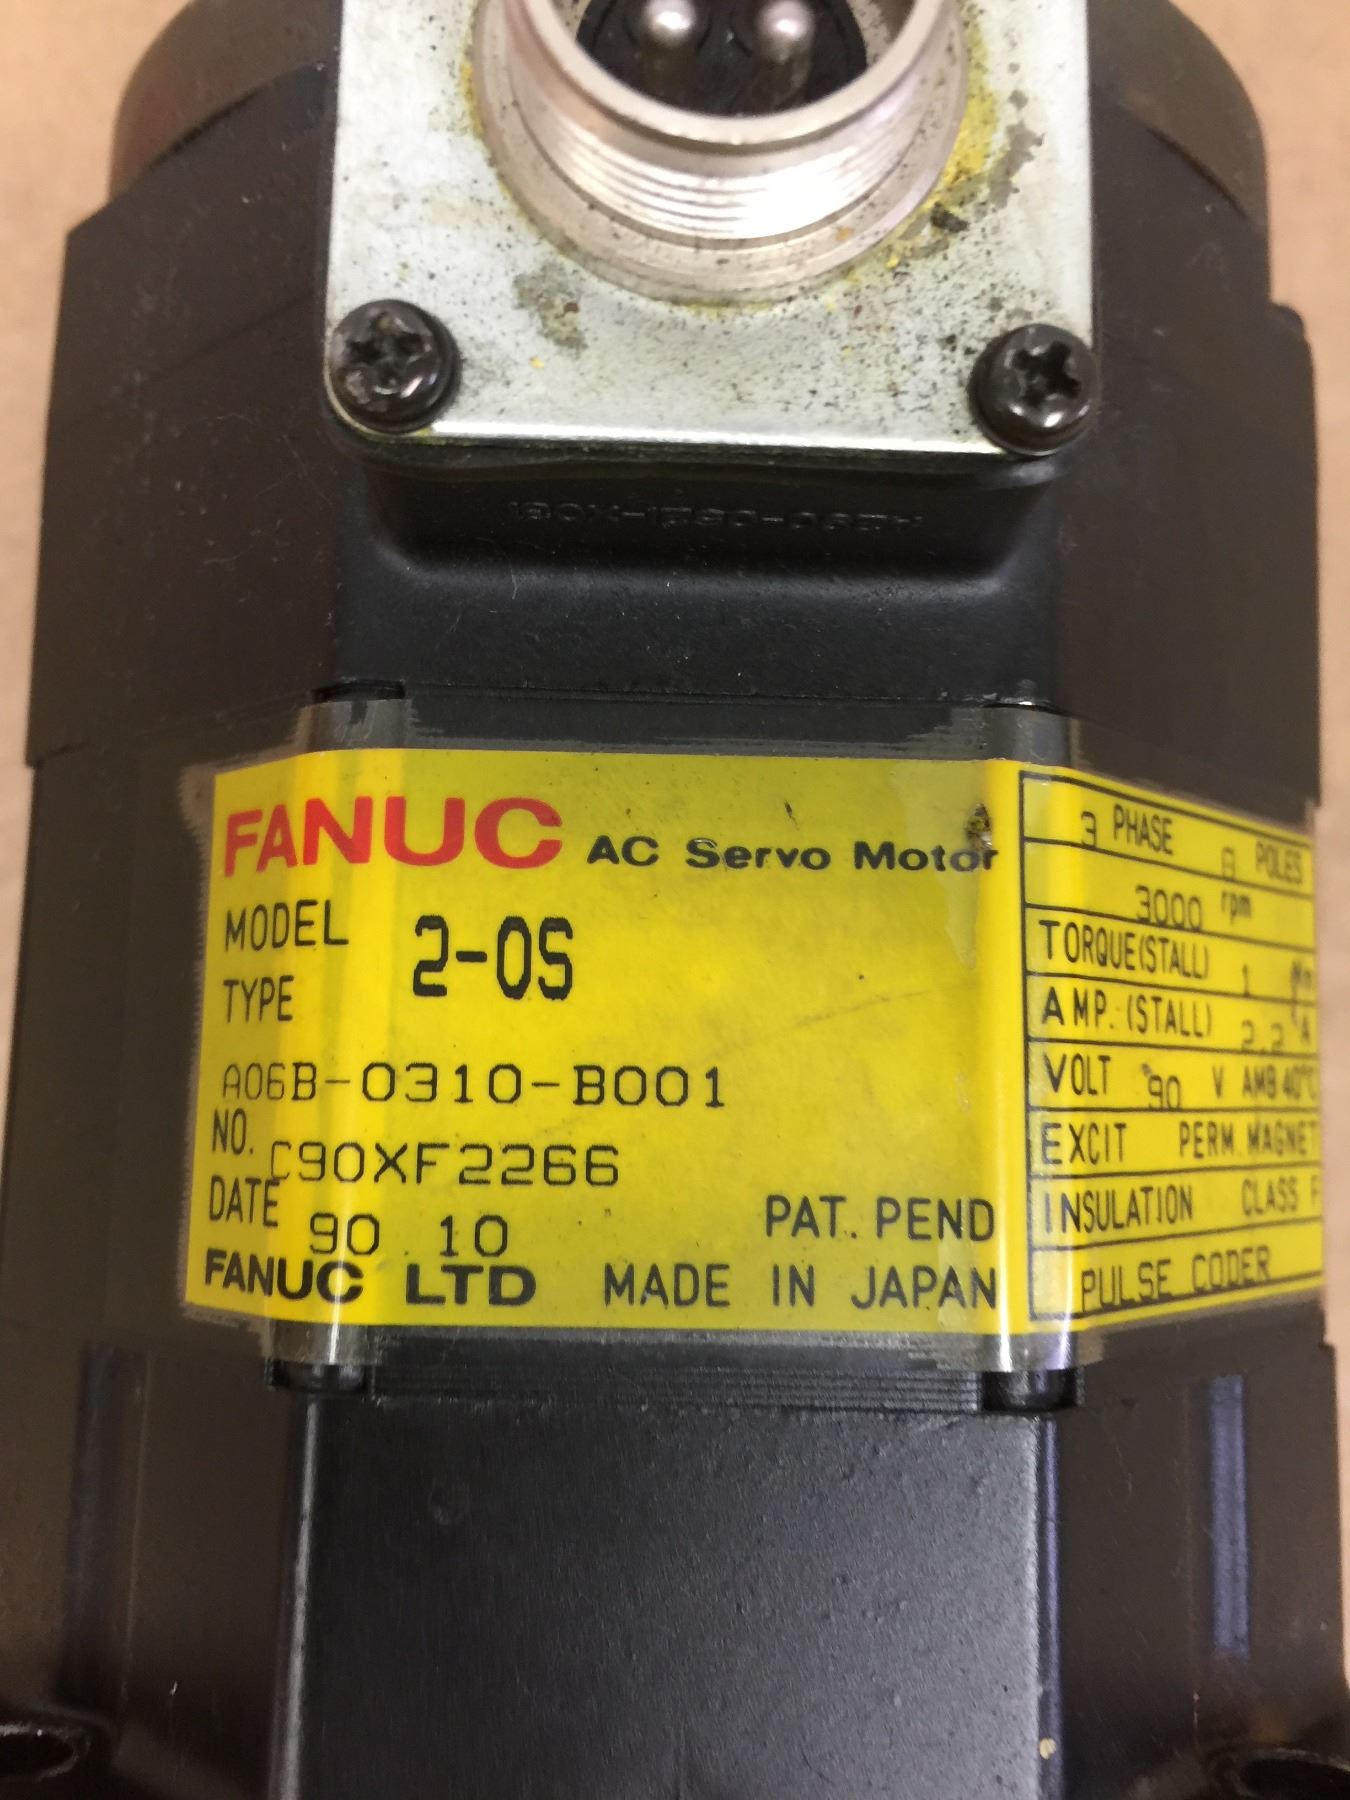 FANUC AC Servo Motor
MODEL 2-0S
TYPE
A06B-0310-B001
NO. C90XF2266
DATE 90.10
PAT. PEND
FANUC LTD MADE IN JAPAN
3 PHASE 8 POLES
3000 rpm
TORQUE(STALL) 1 Nm
AMP.(STALL) 2.2 A
VOLT 90 V AMB 40°C
EXCIT PERM.MAGNET
INSULATION CLASS F
PULSE CODER